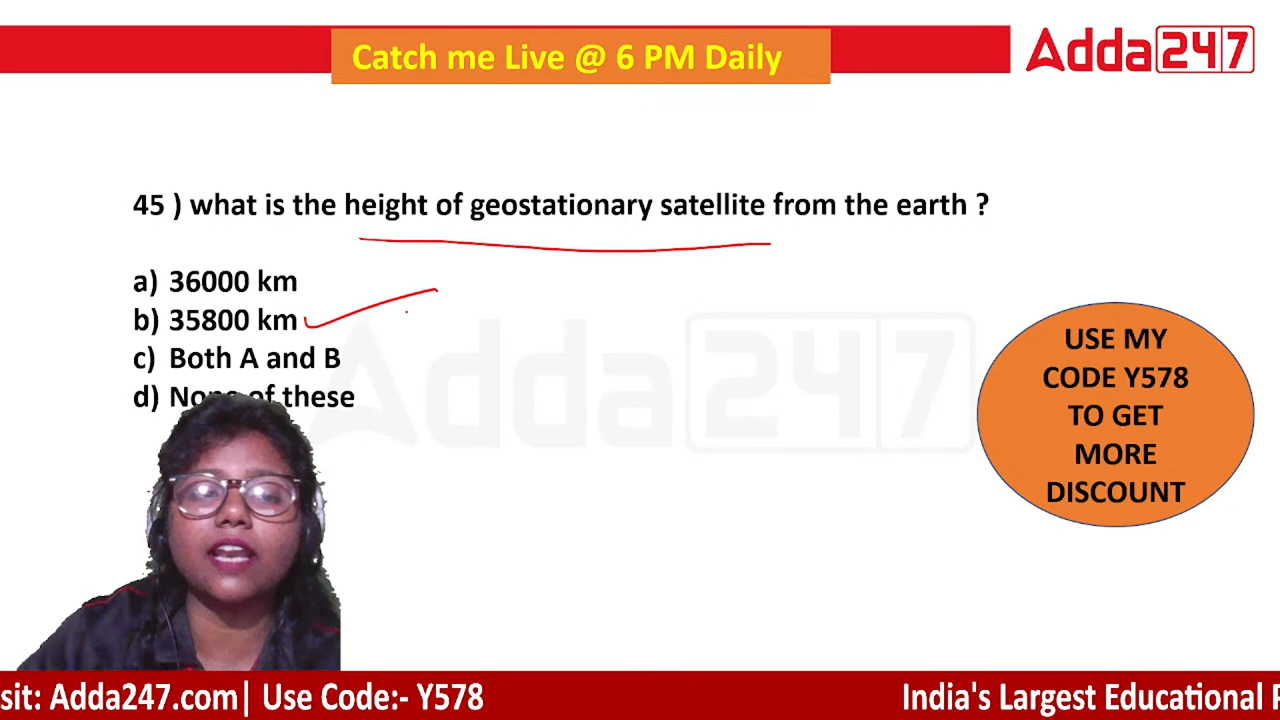 Catch me Live @ 6 PM Daily
Adda247
45 ) what is the height of geostationary satellite from the earth ?
a) 36000 km
b) 35800 km
c) Both A and B
d) None of these
Adda247
USE MY
CODE Y578
TO GET
MORE
DISCOUNT
sit: Adda247.com| Use Code:- Y578
India's Largest Educational P